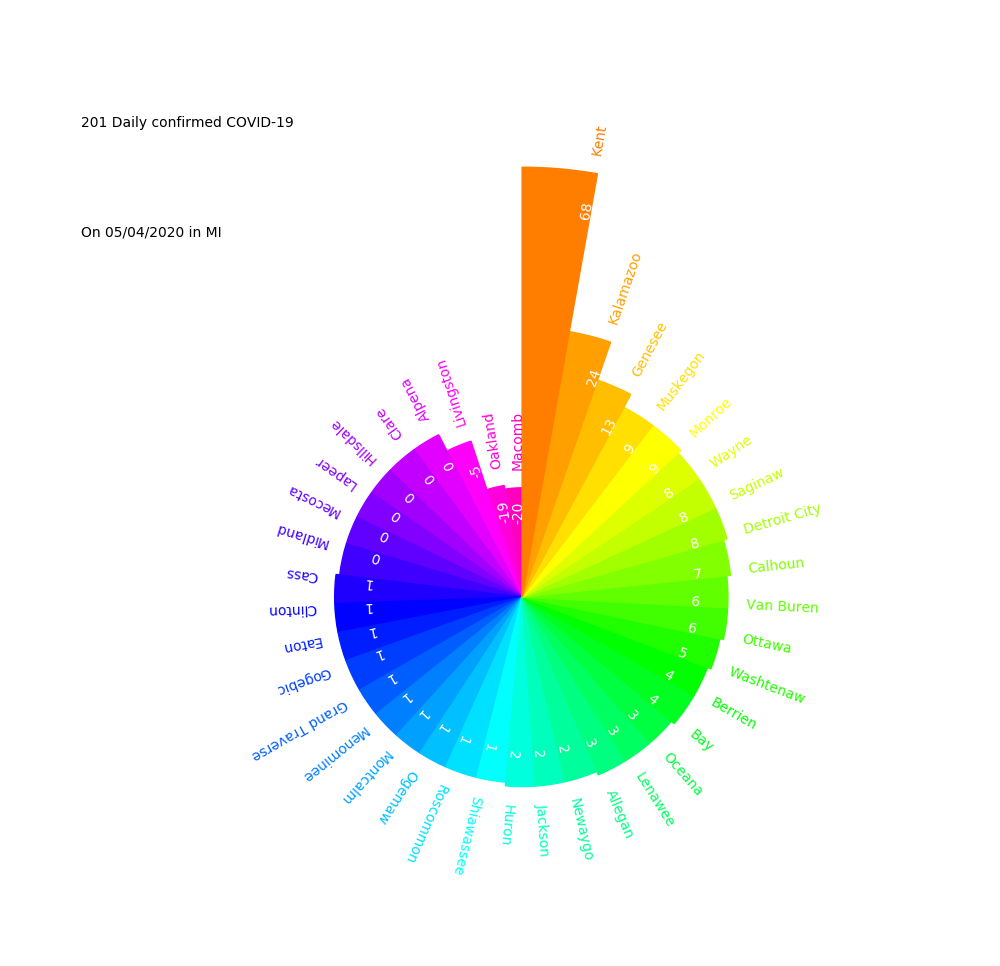 201 Daily confirmed COVID-19
On 05/04/2020 in MI
Kent
68
Kalamazoo
24
Genesee
13
Muskegon
9
Monroe
9
Wayne
8
Saginaw
8
Detroit City
8
Calhoun
7
Van Buren
6
Ottawa
6
Washtenaw
5
Berrien
4
Bay
4
Oceana
3
Lenawee
3
Allegan
3
Newaygo
2
Jackson
2
Huron
2
Shiawassee
1
Roscommon
1
Ogemaw
1
Montcalm
1
Menominee
1
Grand Traverse
1
Gogebic
1
Eaton
1
Clinton
1
Cass
1
Midland
0
Mecosta
0
Lapeer
0
Hillsdale
0
Clare
0
Alpena
0
Livingston
-5
Oakland
-19
Macomb
-20